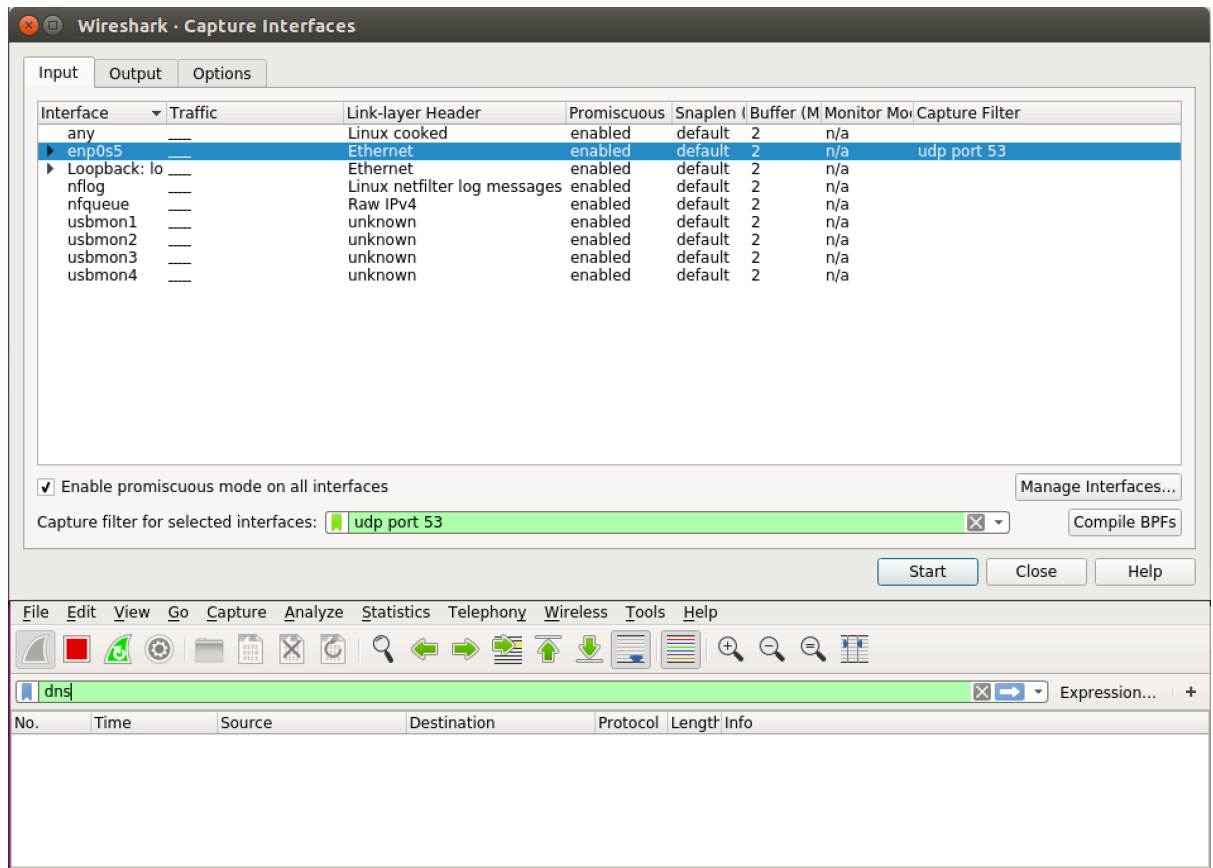 Wireshark · Capture Interfaces
Input Output Options
Interface Traffic Link-layer Header Promiscuous Snaplen ( Buffer (M Monitor Mo Capture Filter
any Linux cooked enabled default 2 n/a
enp0s5 Ethernet enabled default 2 n/a udp port 53
Loopback: lo Ethernet enabled default 2 n/a
nflog Linux netfilter log messages enabled default 2 n/a
nfqueue Raw IPv4 enabled default 2 n/a
usbmon1 unknown enabled default 2 n/a
usbmon2 unknown enabled default 2 n/a
usbmon3 unknown enabled default 2 n/a
usbmon4 unknown enabled default 2 n/a
Enable promiscuous mode on all interfaces Manage Interfaces...
Capture filter for selected interfaces: udp port 53 Compile BPFs
Start Close Help
File Edit View Go Capture Analyze Statistics Telephony Wireless Tools Help
dns Expression... +
No. Time Source Destination Protocol Length Info